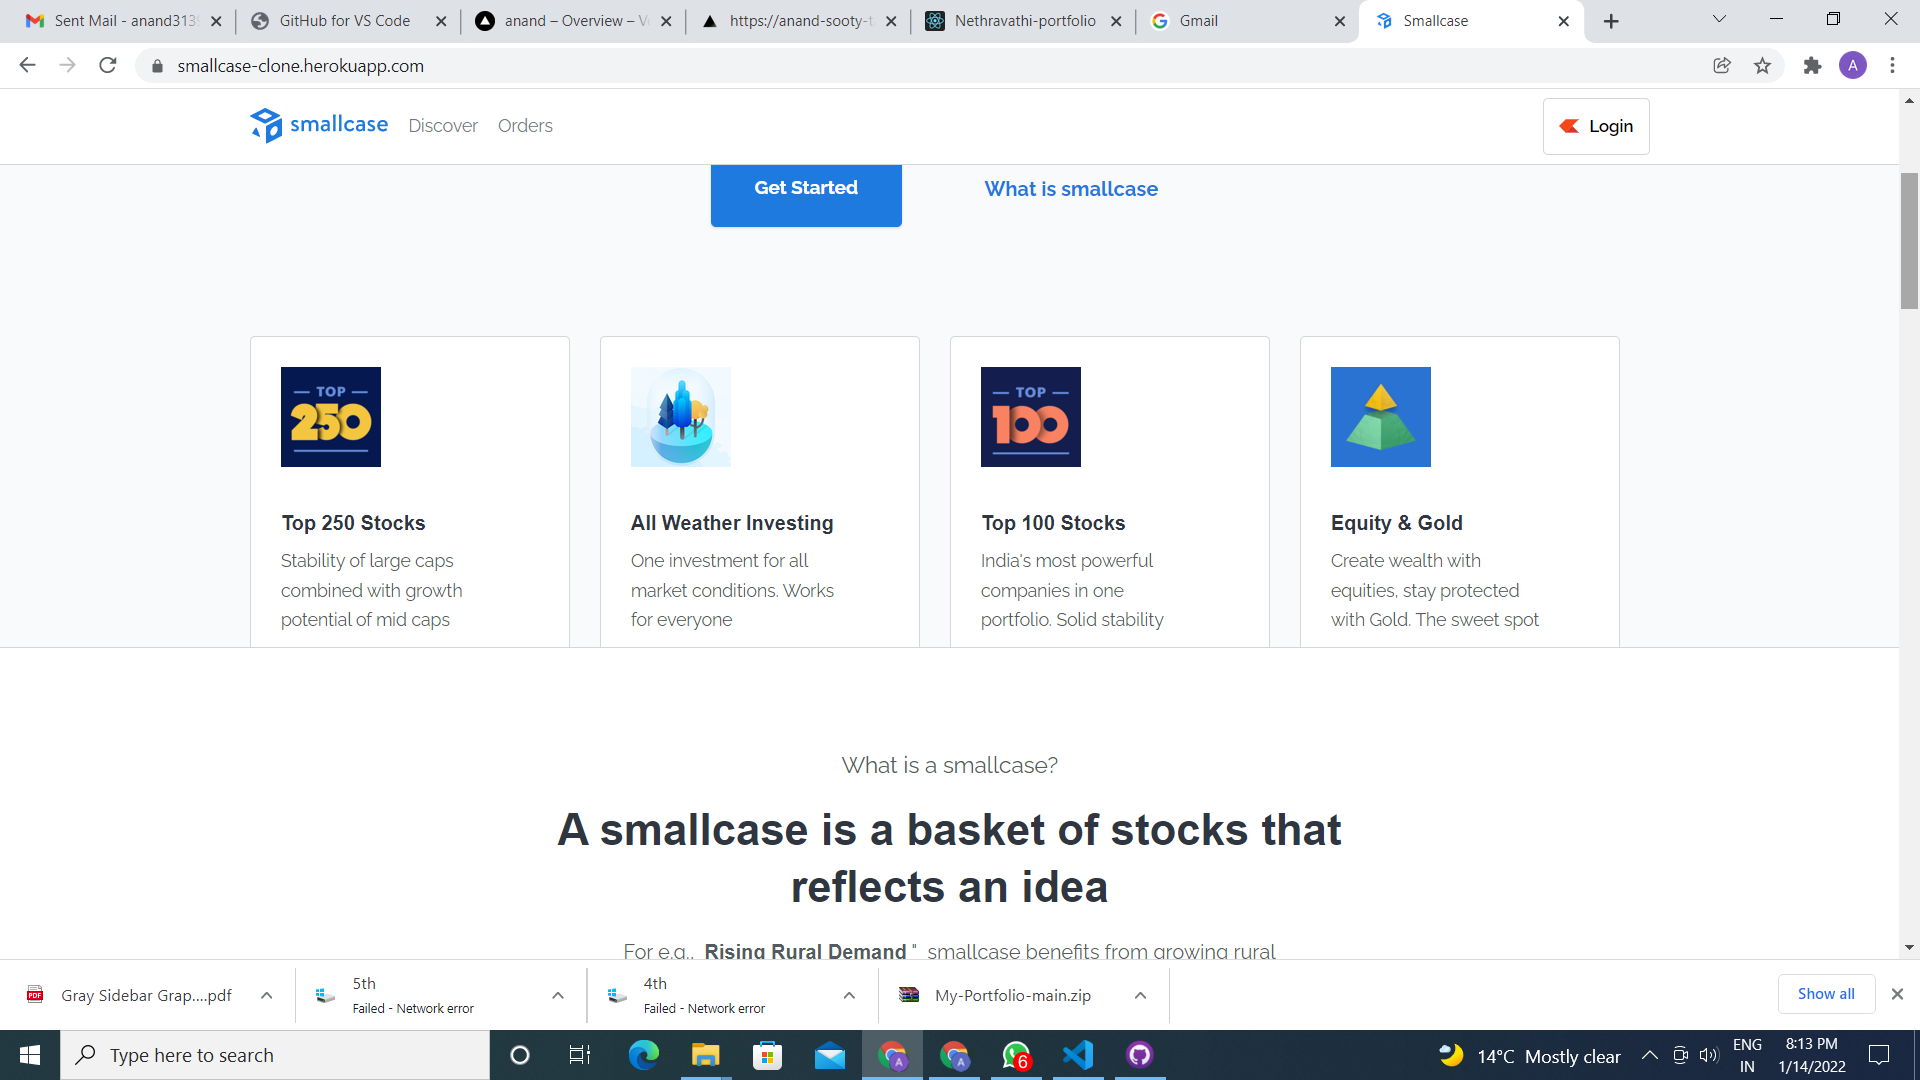 Sent Mail - anand3139
GitHub for VS Code
anand – Overview – Ve
https://anand-sooty-t
Nethravathi-portfolio
Gmail
Smallcase
smallcase-clone.herokuapp.com
A
smallcase
Discover
Orders
Login
Get Started
What is smallcase
TOP
250
TOP
100
Top 250 Stocks
Stability of large caps
combined with growth
potential of mid caps
All Weather Investing
One investment for all
market conditions. Works
for everyone
Top 100 Stocks
India's most powerful
companies in one
portfolio. Solid stability
Equity & Gold
Create wealth with
equities, stay protected
with Gold. The sweet spot
What is a smallcase?
A smallcase is a basket of stocks that
reflects an idea
For e.g., Rising Rural Demand " smallcase benefits from growing rural
PDF
Gray Sidebar Grap....pdf
5th
Failed - Network error
4th
Failed - Network error
My-Portfolio-main.zip
Show all
Type here to search
A
A
6
14°C Mostly clear
ENG
IN
8:13 PM
1/14/2022